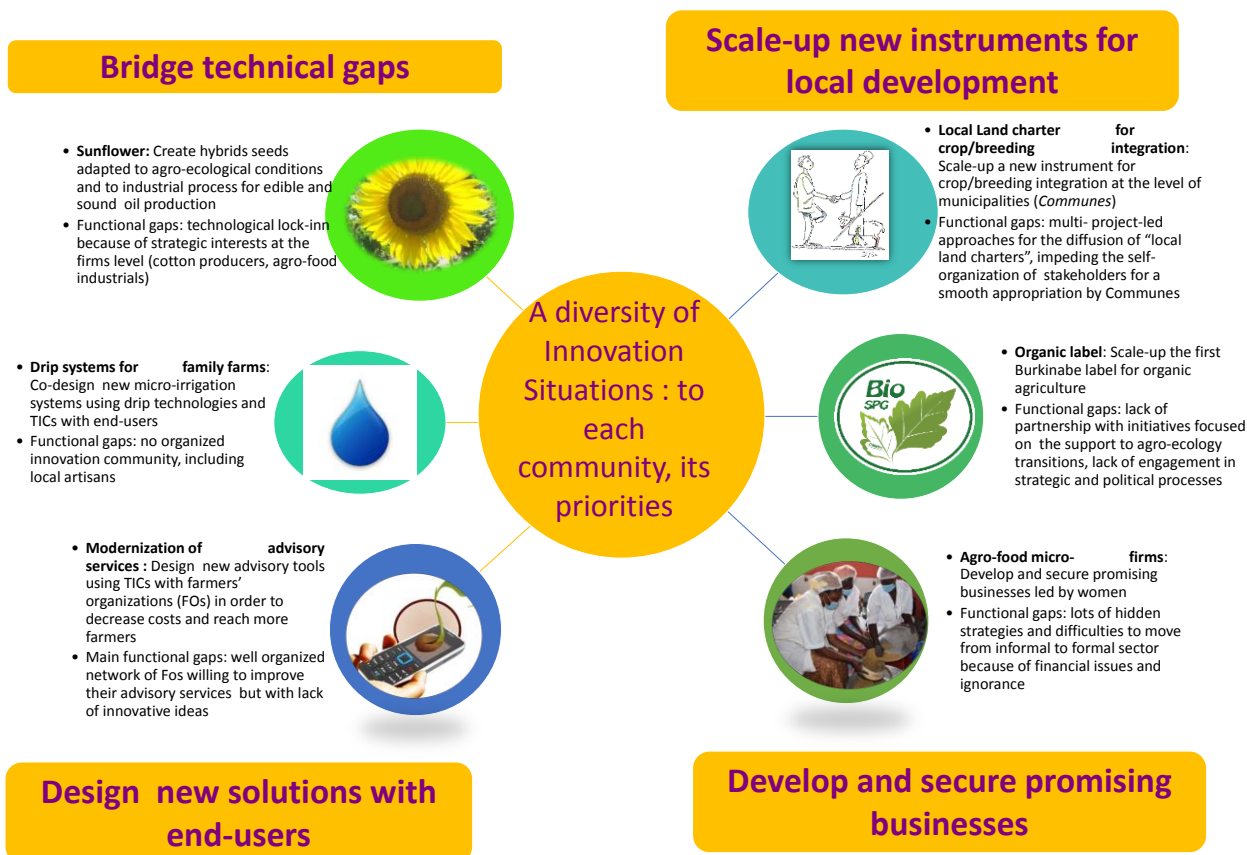 Bridge technical gaps
Scale-up new instruments for
local development
• Sunflower: Create hybrids seeds
adapted to agro-ecological conditions
and to industrial process for edible and
sound oil production
• Functional gaps: technological lock-inn
because of strategic interests at the
firms level (cotton producers, agro-food
industrials)
• Local Land charter for
crop/breeding integration:
Scale-up a new instrument for
crop/breeding integration at the level of
municipalities (Communes)
• Functional gaps: multi- project-led
approaches for the diffusion of “local
land charters”, impeding the self-
organization of stakeholders for a
smooth appropriation by Communes
A diversity of
Innovation
Situations : to
each
community, its
priorities
• Drip systems for family farms:
Co-design new micro-irrigation
systems using drip technologies and
TICs with end-users
• Functional gaps: no organized
innovation community, including
local artisans
Bio
SPG
• Organic label: Scale-up the first
Burkinabe label for organic
agriculture
• Functional gaps: lack of
partnership with initiatives focused
on the support to agro-ecology
transitions, lack of engagement in
strategic and political processes
• Modernization of advisory
services : Design new advisory tools
using TICs with farmers’
organizations (FOs) in order to
decrease costs and reach more
farmers
• Main functional gaps: well organized
network of Fos willing to improve
their advisory services but with lack
of innovative ideas
• Agro-food micro- firms:
Develop and secure promising
businesses led by women
• Functional gaps: lots of hidden
strategies and difficulties to move
from informal to formal sector
because of financial issues and
ignorance
Design new solutions with
end-users
Develop and secure promising
businesses